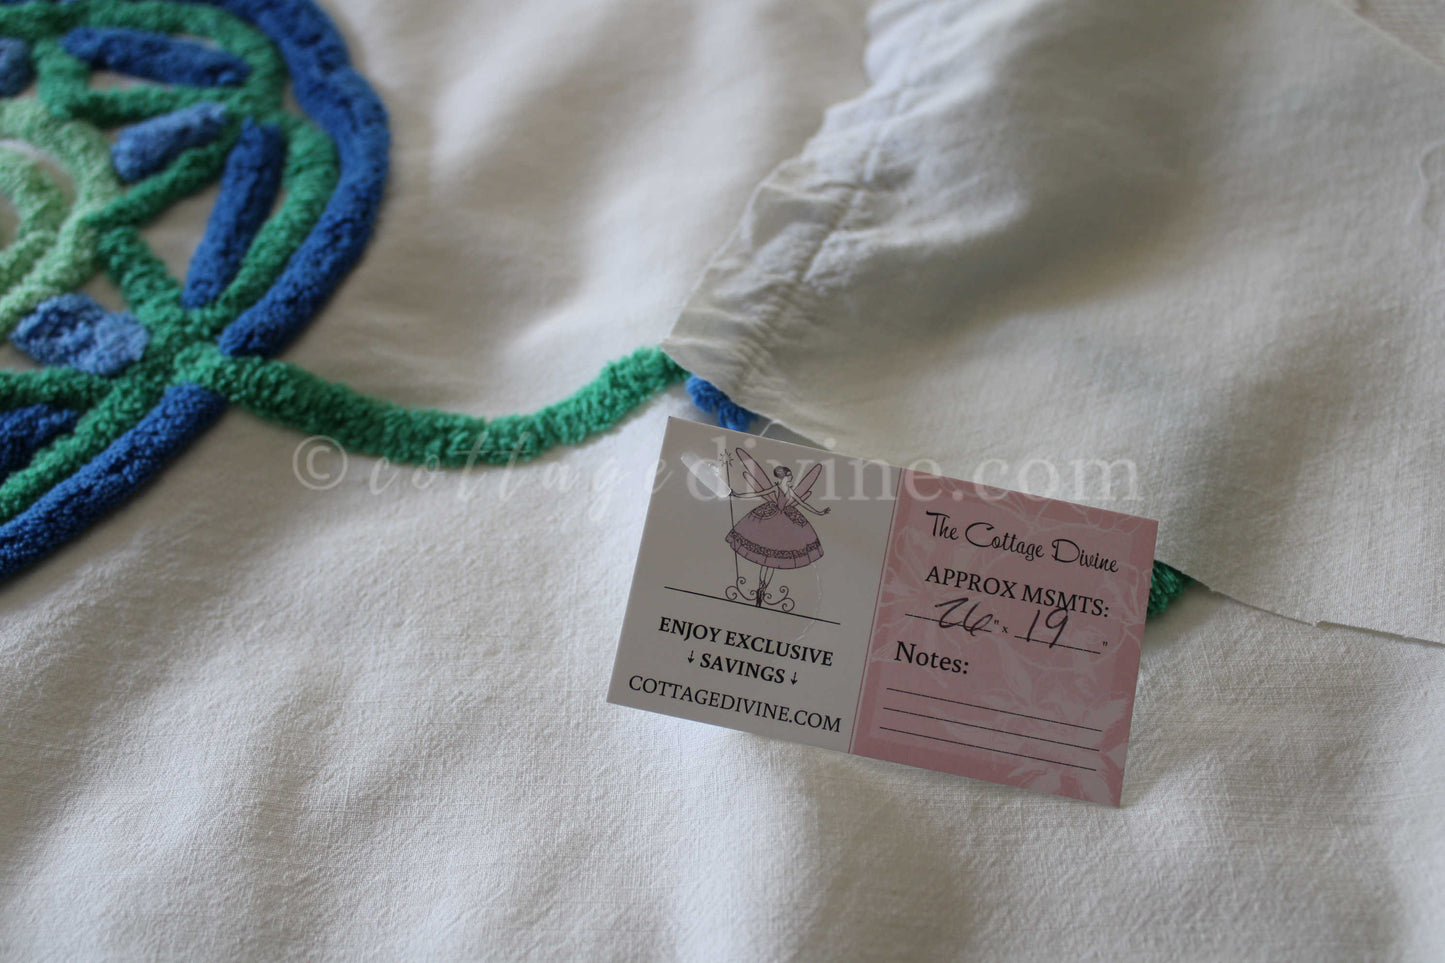 ©cottagedivine.com
The Cottage Divine
APPROX MSMTS:
26" x 19"
Notes:
ENJOY EXCLUSIVE
↓ SAVINGS ↓
COTTAGEDIVINE.COM